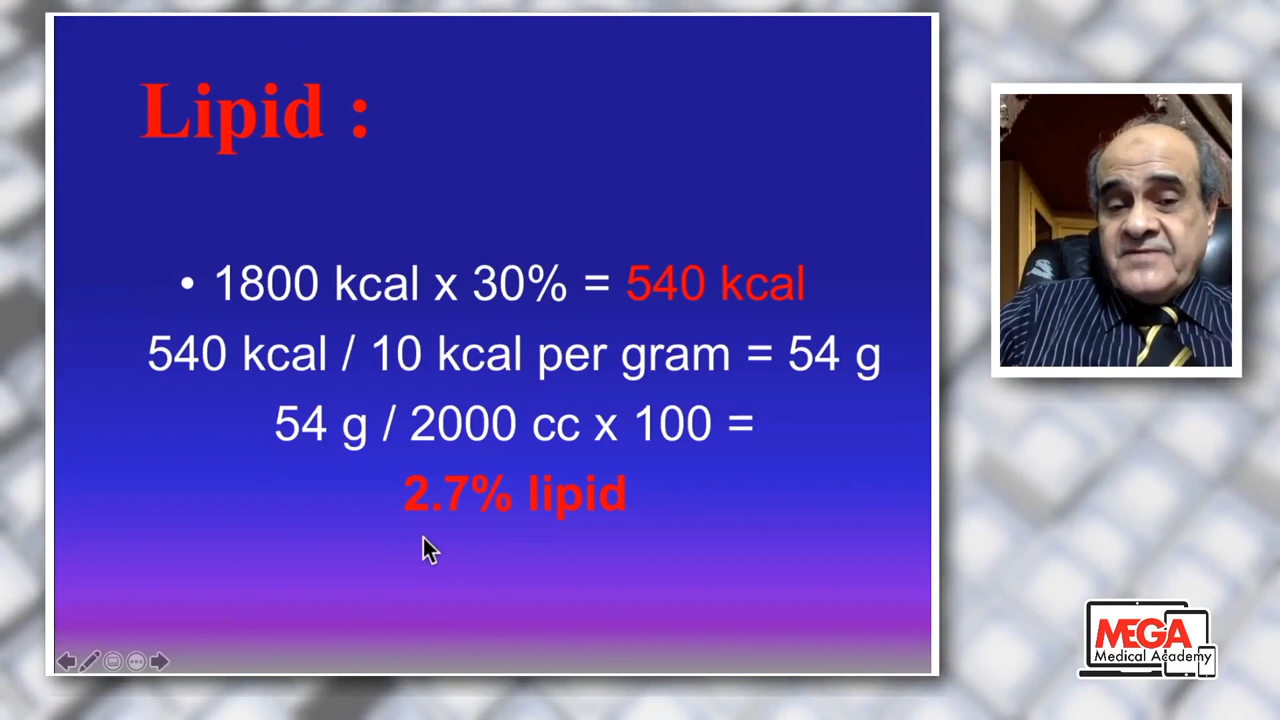 Lipid :
• 1800 kcal x 30% = 540 kcal
540 kcal / 10 kcal per gram = 54 g
54 g / 2000 cc x 100 =
2.7% lipid
MEGA
Medical Academy